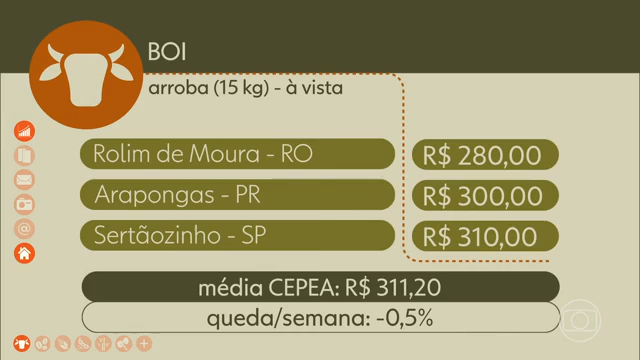 BOI
arroba (15 kg) - à vista
Rolim de Moura - RO R$ 280,00
Arapongas - PR R$ 300,00
Sertãozinho - SP R$ 310,00
média CEPEA: R$ 311,20
queda/semana: -0,5%